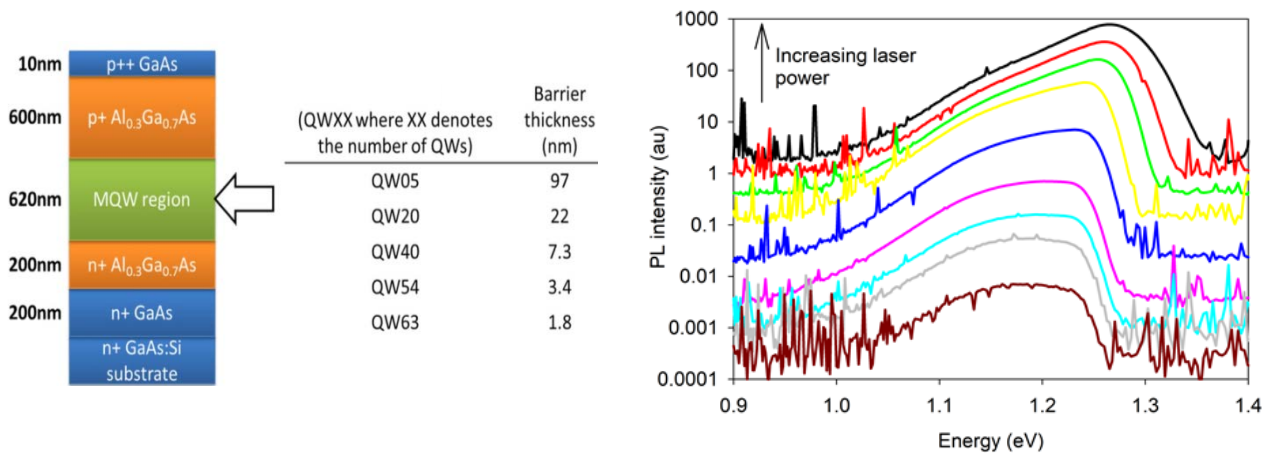 10nm
p++ GaAs
600nm
p+ Al0.3Ga0.7As
620nm
MQW region
200nm
n+ Al0.3Ga0.7As
200nm
n+ GaAs
n+ GaAs:Si
substrate
(QWXX where XX denotes
the number of QWs)
Barrier
thickness
(nm)
QW05 97
QW20 22
QW40 7.3
QW54 3.4
QW63 1.8
PL intensity (au)
1000
100
10
1
0.1
0.01
0.001
0.0001
Increasing laser
power
0.9 1.0 1.1 1.2 1.3 1.4
Energy (eV)